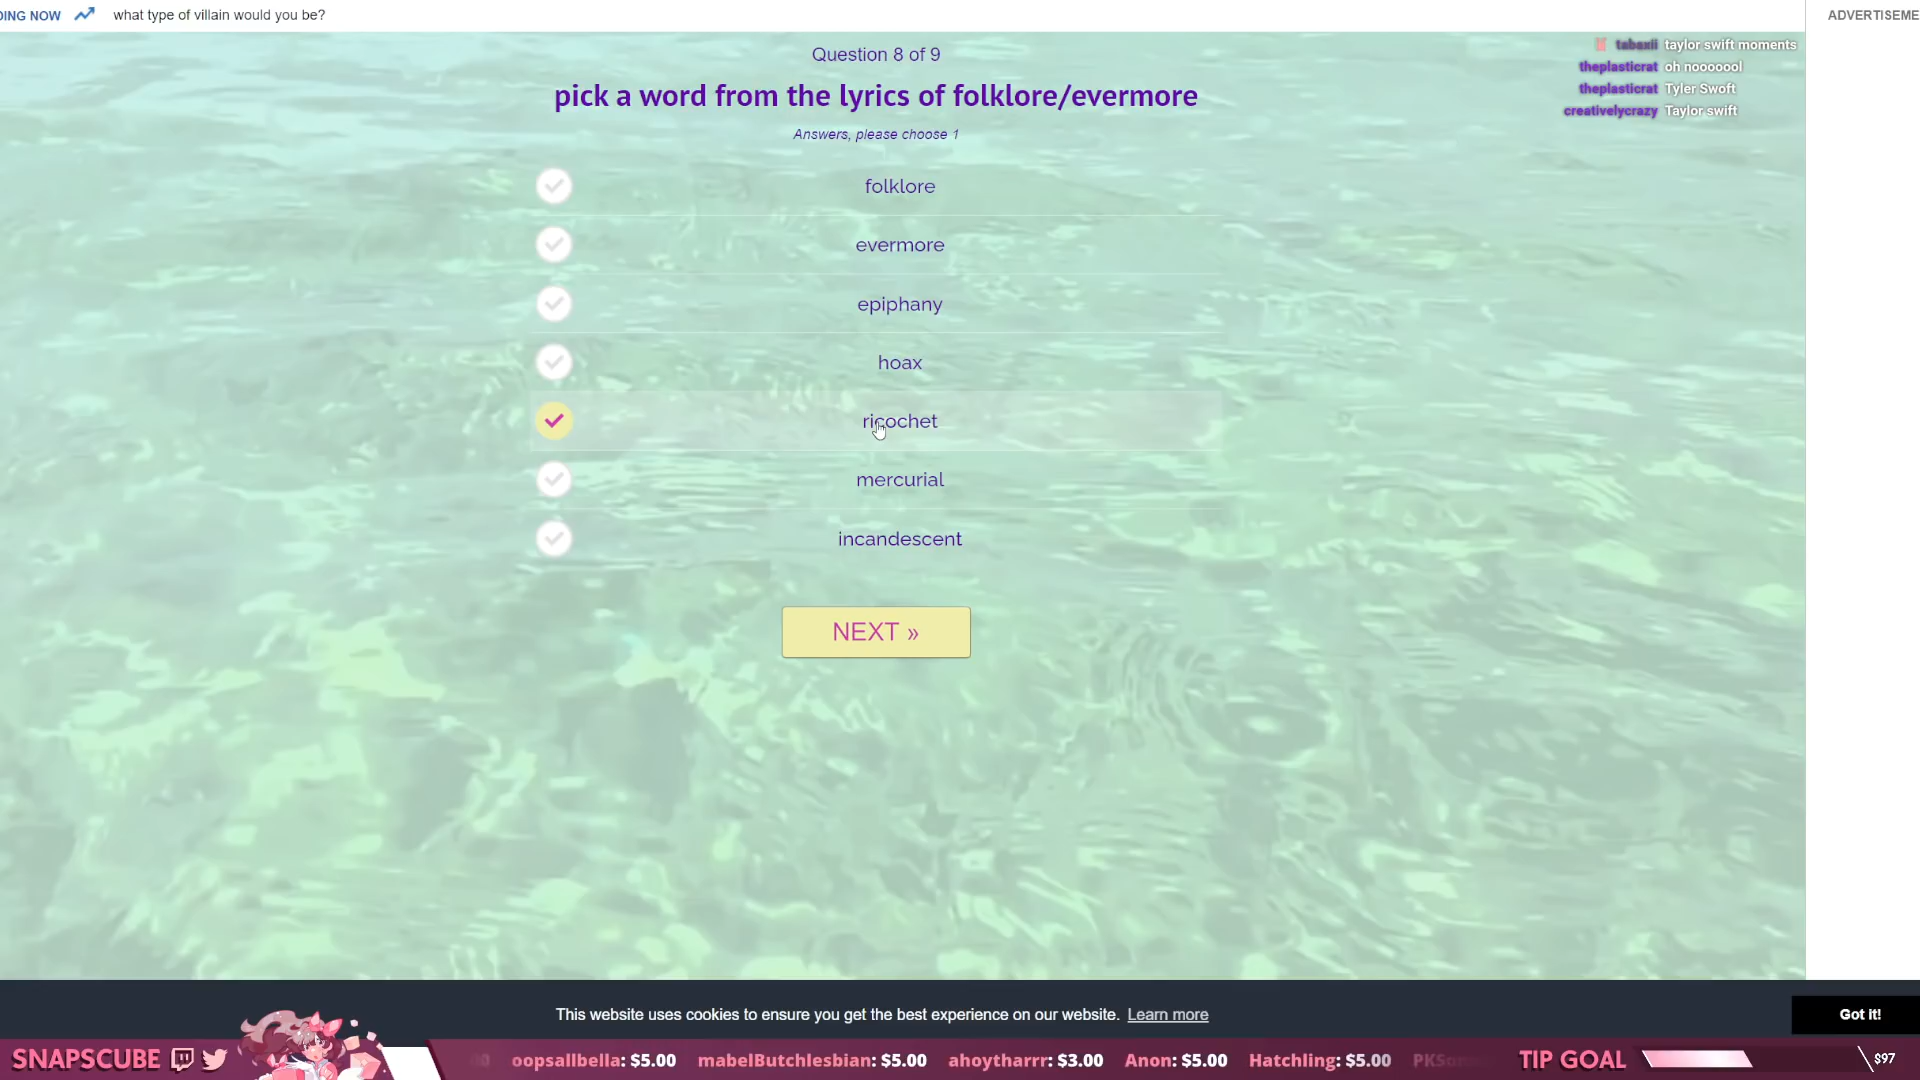 DING NOW what type of villain would you be?
ADVERTISEME
Question 8 of 9
pick a word from the lyrics of folklore/evermore
Answers, please choose 1
tabaxii taylor swift moments
theplasticrat oh nooooool
theplasticrat Tyler Swoft
creativelycrazy Taylor swift
folklore
evermore
epiphany
hoax
ricochet
mercurial
incandescent
NEXT »
This website uses cookies to ensure you get the best experience on our website. Learn more
Got it!
SNAPSCUBE
oopsallbella: $5.00 mabelButchlesbian: $5.00 ahoytharrr: $3.00 Anon: $5.00 Hatchling: $5.00
TIP GOAL
$97